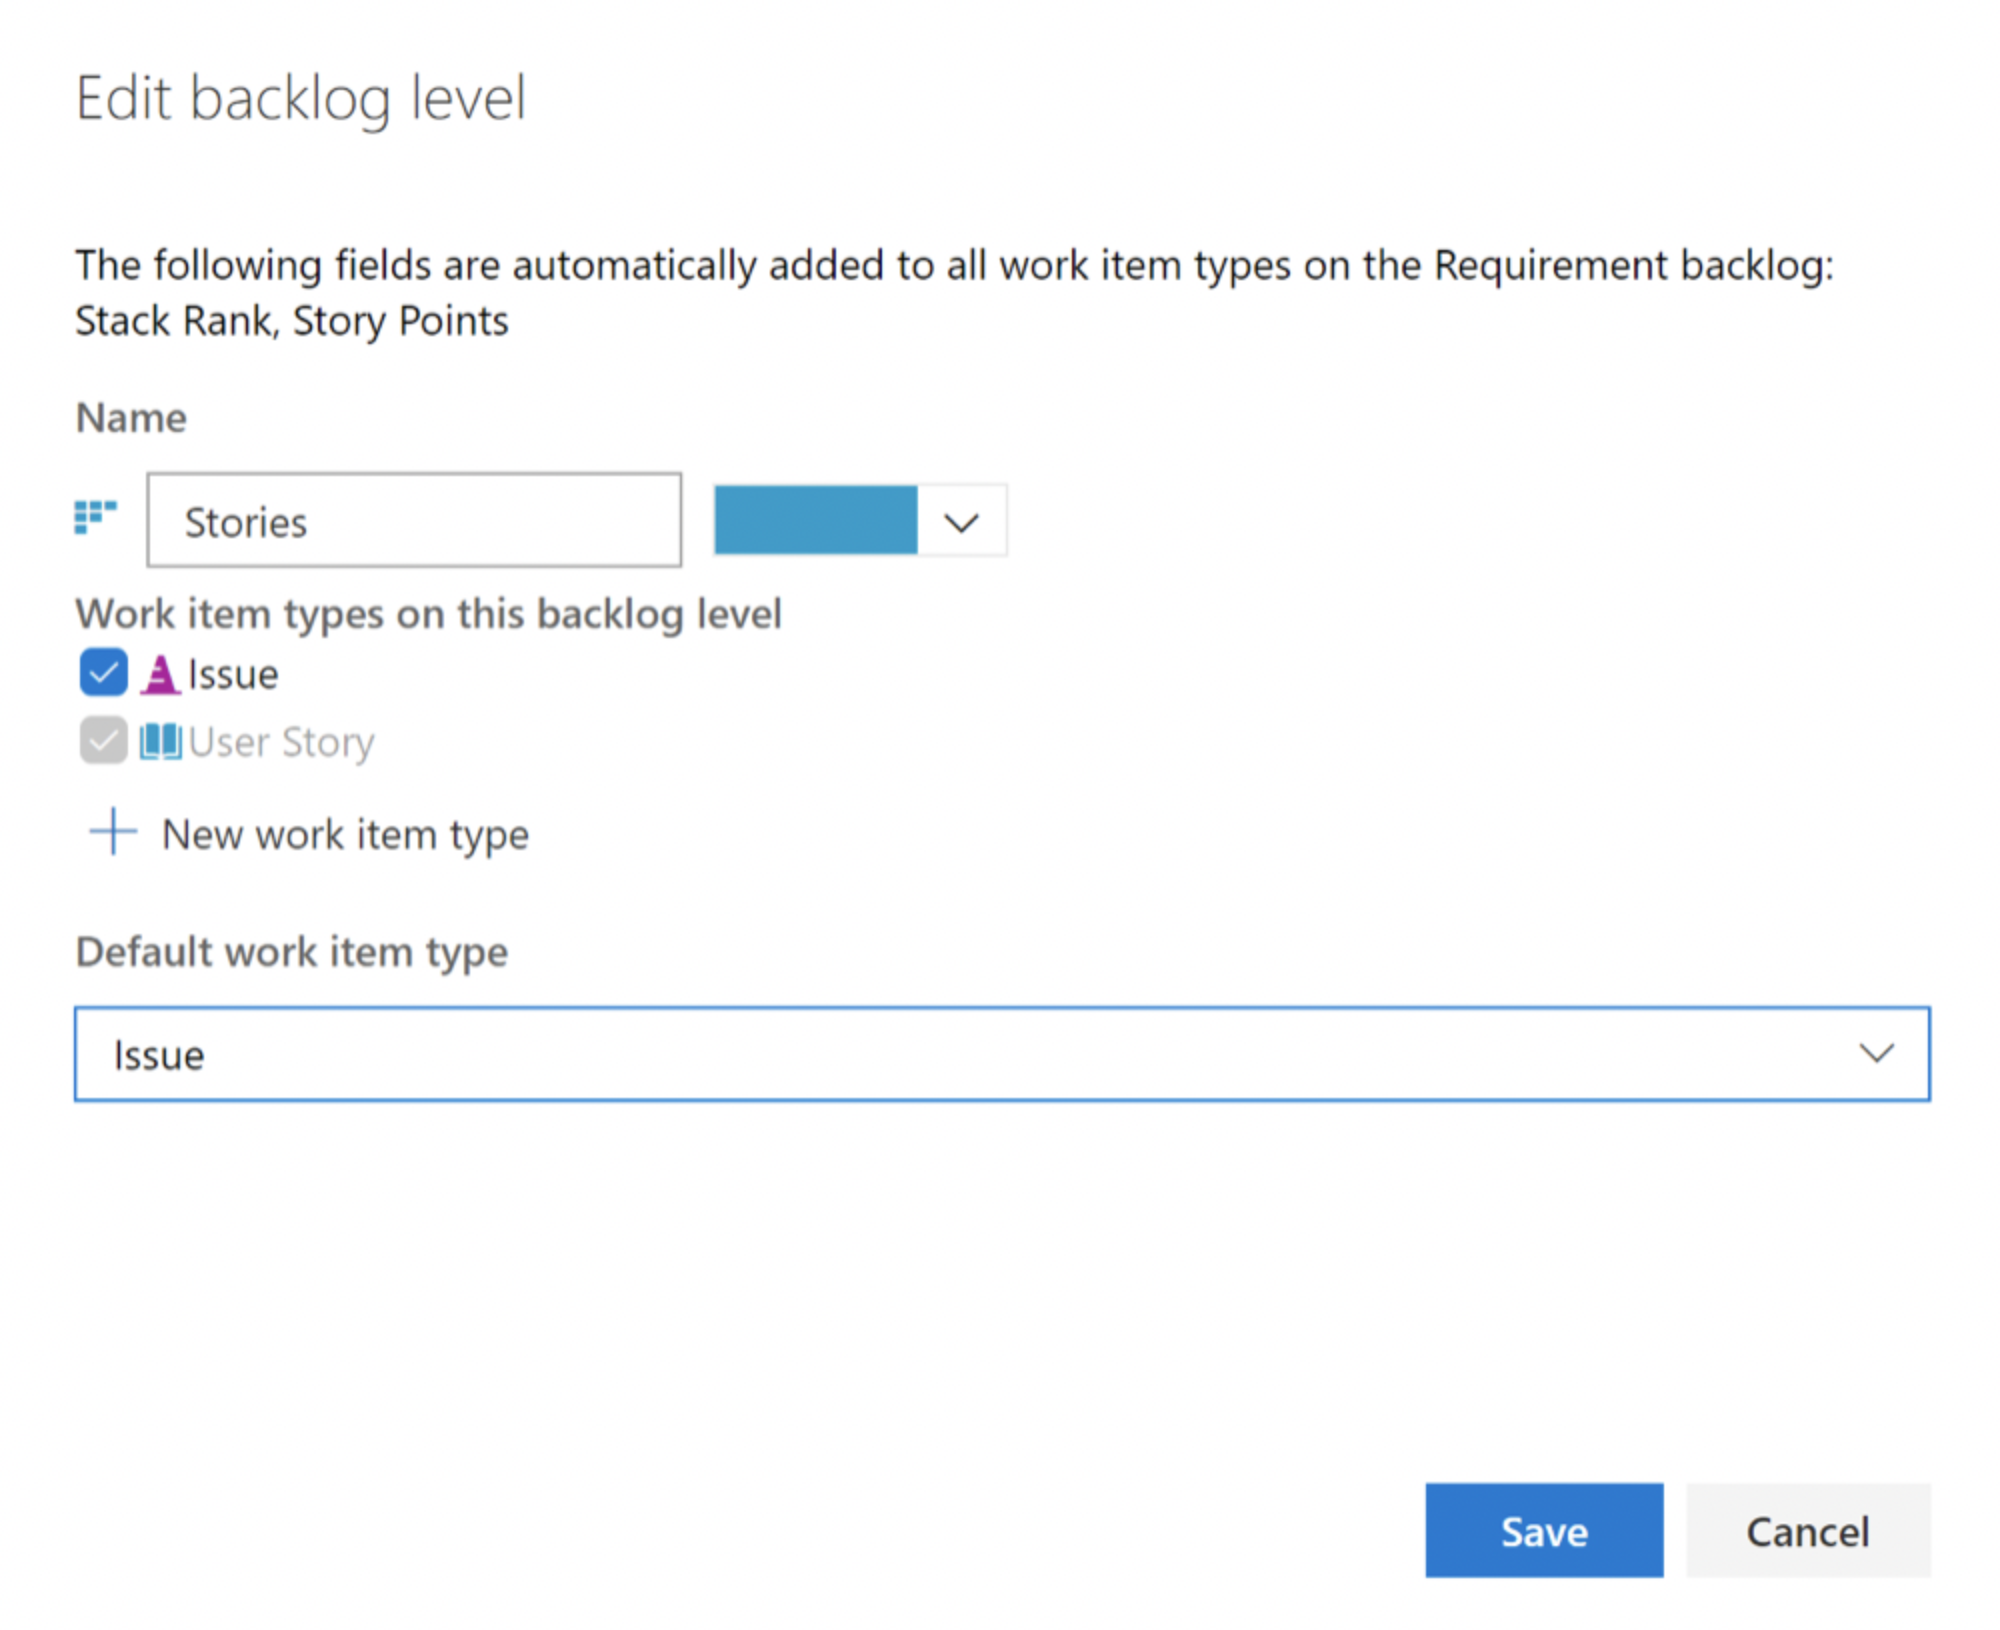 Edit backlog level
The following fields are automatically added to all work item types on the Requirement backlog:
Stack Rank, Story Points
Name
Stories
Work item types on this backlog level
Issue
User Story
New work item type
Default work item type
Issue
Save Cancel